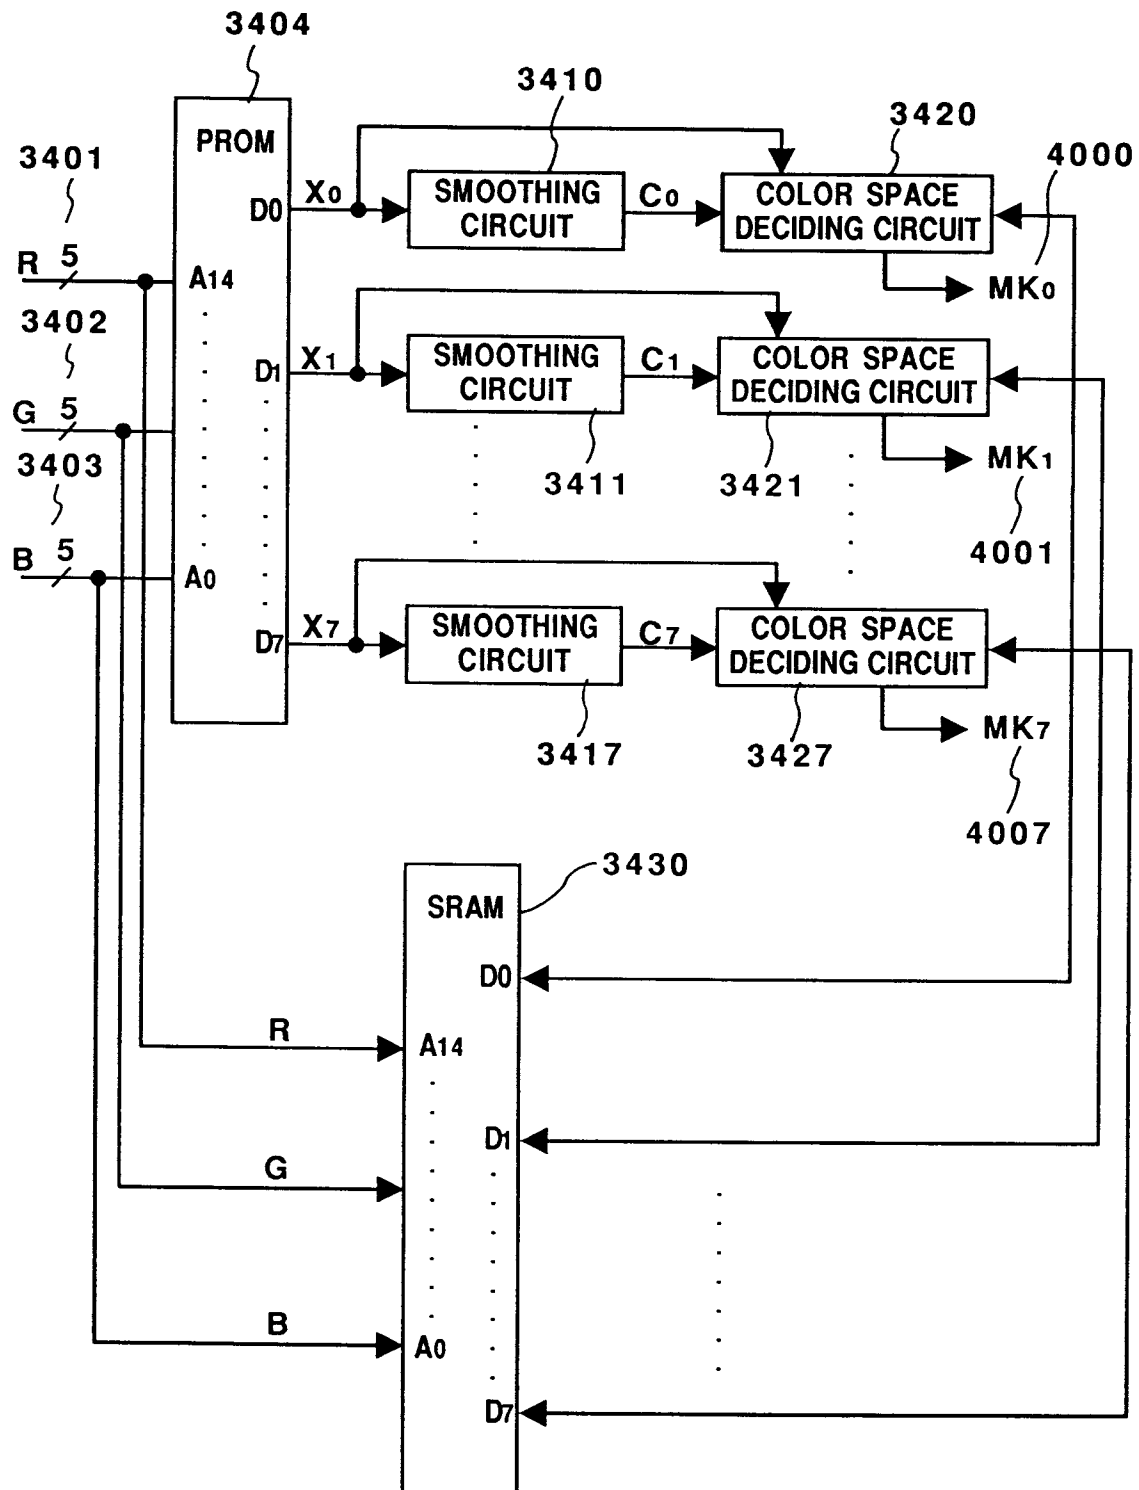 3404
3410
3420
4000
3401
PROM
D0
X0
SMOOTHING
CIRCUIT
C0
COLOR SPACE
DECIDING CIRCUIT
MK0
R
5
A14
3402
D1
X1
SMOOTHING
CIRCUIT
C1
COLOR SPACE
DECIDING CIRCUIT
MK1
G
5
3403
3411
3421
4001
B
5
A0
D7
X7
SMOOTHING
CIRCUIT
C7
COLOR SPACE
DECIDING CIRCUIT
MK7
3417
3427
4007
3430
SRAM
D0
R
A14
D1
G
B
A0
D7